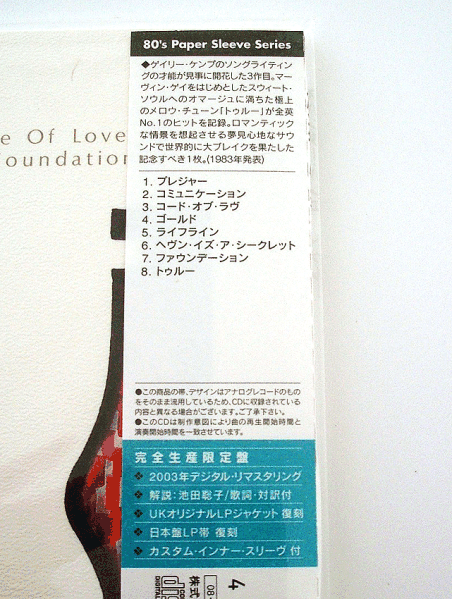 80's Paper Sleeve Series
◆ゲイリー・ケンプのソングライティン
グの才能が見事に開花した3作目。マー
ヴィン・ゲイをはじめとしたスウィート・
ソウルへのオマージュに満ちた極上
のメロウ・チューン「トゥルー」が全英
No.1のヒットを記録。ロマンティック
な情景を想起させる夢見心地なサウ
ンドで世界的に大ブレイクを果たした
記念すべき1枚。(1983年発表)
e Of Love
oundation
1. プレジャー
2. コミュニケーション
3. コード・オブ・ラヴ
4. ゴールド
5. ライフライン
6. ヘヴン・イズ・ア・シークレット
7. ファウンデーション
8. トゥルー
●この商品の帯、デザインはアナログレコードのもの
をそのまま流用しているため、CDに収録されている
内容と異なる場合がございます。ご了承下さい。
●このCDは制作意図により曲の再生開始時間と
演奏開始時間を一致させています。
完全生産限定盤
❖ 2003年デジタル・リマスタリング
❖ 解説:池田聡子/歌詞・対訳付
❖ UKオリジナルLPジャケット 復刻
❖ 日本盤LP帯 復刻
❖ カスタム・インナー・スリーヴ 付
disc
DIGITAL
株式
4
08